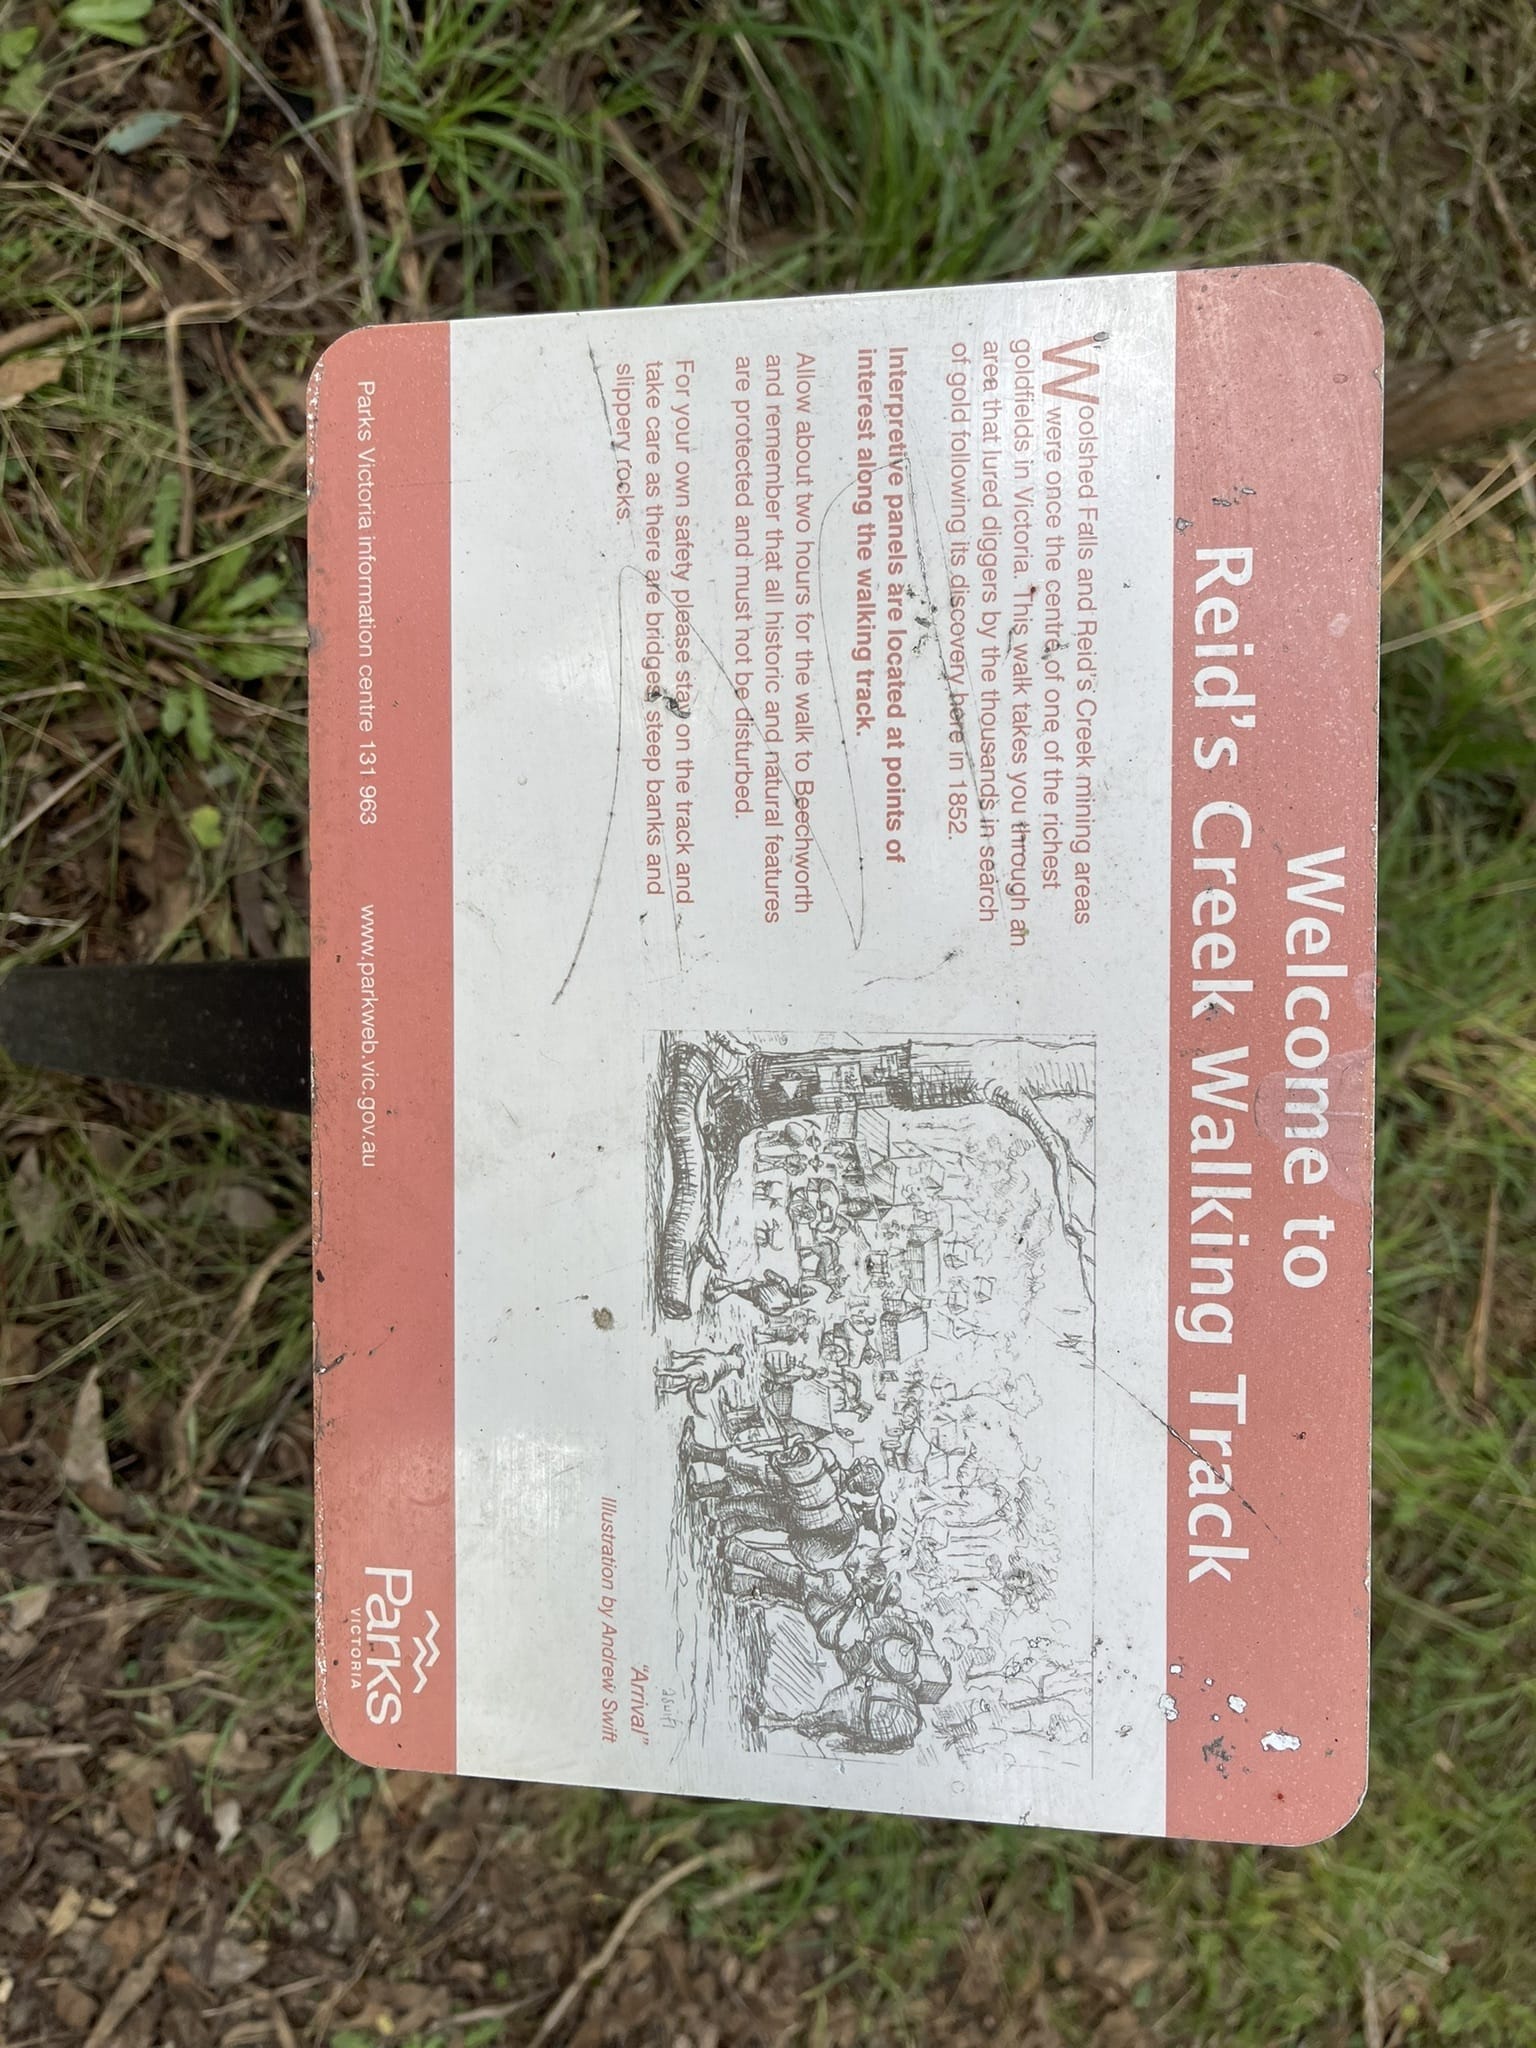 Welcome to
Reid's Creek Walking Track
Woolshed Falls and Reid's Creek mining areas
were once the centre of one of the richest
goldfields in Victoria. This walk takes you through an
area that lured diggers by the thousands in search
of gold following its discovery here in 1852.
Interpretive panels are located at points of
interest along the walking track.
Allow about two hours for the walk to Beechworth
and remember that all historic and natural features
are protected and must not be disturbed.
For your own safety please stay on the track and
take care as there are bridges, steep banks and
slippery rocks.
aswift
"Arrival"
Illustration by Andrew Swift
Parks Victoria information centre 131 963
www.parkweb.vic.gov.au
Parks
VICTORIA